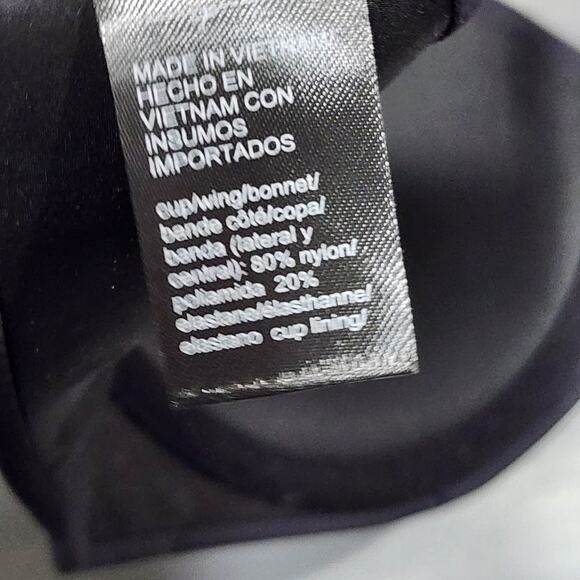 MADE IN VIETNAM
HECHO EN
VIETNAM CON
INSUMOS
IMPORTADOS
cup/wing/bonnet/
bande côté/copa/
banda (lateral y
central): 80% nylon/
poliamida 20%
elastane/élasthanne/
elastano cup lining/